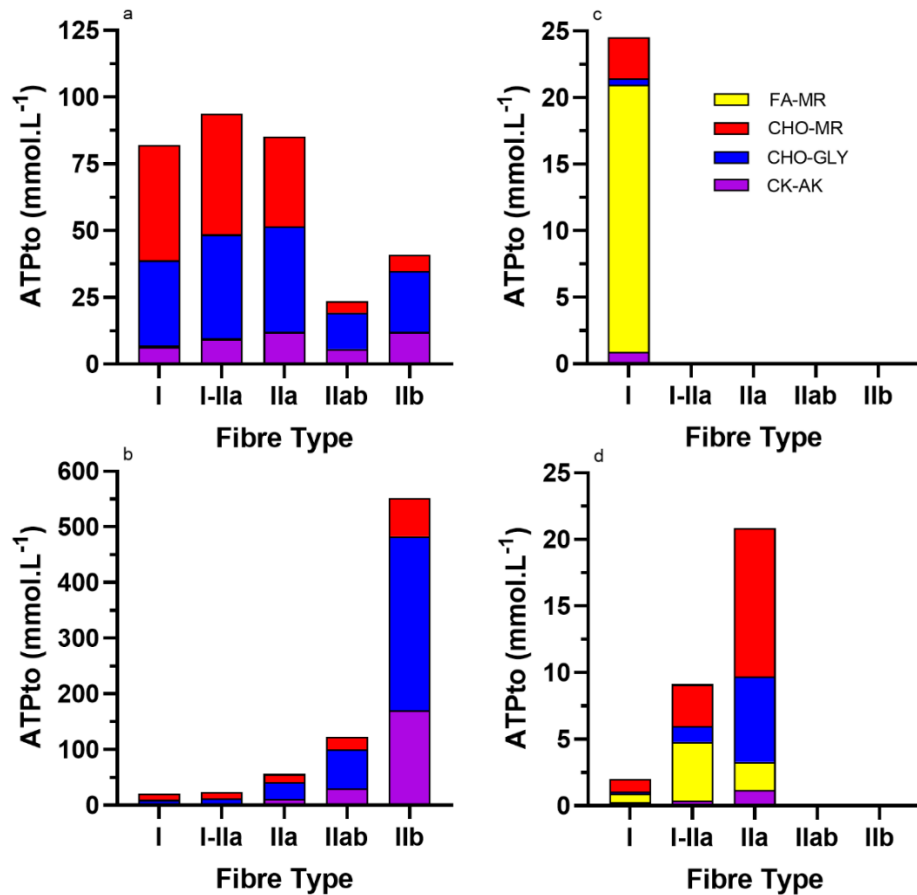 a
125
100
75
50
25
0
ATPto (mmol.L⁻¹)
I I-IIa IIa IIab IIb
Fibre Type
c
25
20
15
10
5
0
ATPto (mmol.L⁻¹)
FA-MR
CHO-MR
CHO-GLY
CK-AK
I I-IIa IIa IIab IIb
Fibre Type
b
600
500
400
300
200
100
0
ATPto (mmol.L⁻¹)
I I-IIa IIa IIab IIb
Fibre Type
d
25
20
15
10
5
0
ATPto (mmol.L⁻¹)
I I-IIa IIa IIab IIb
Fibre Type